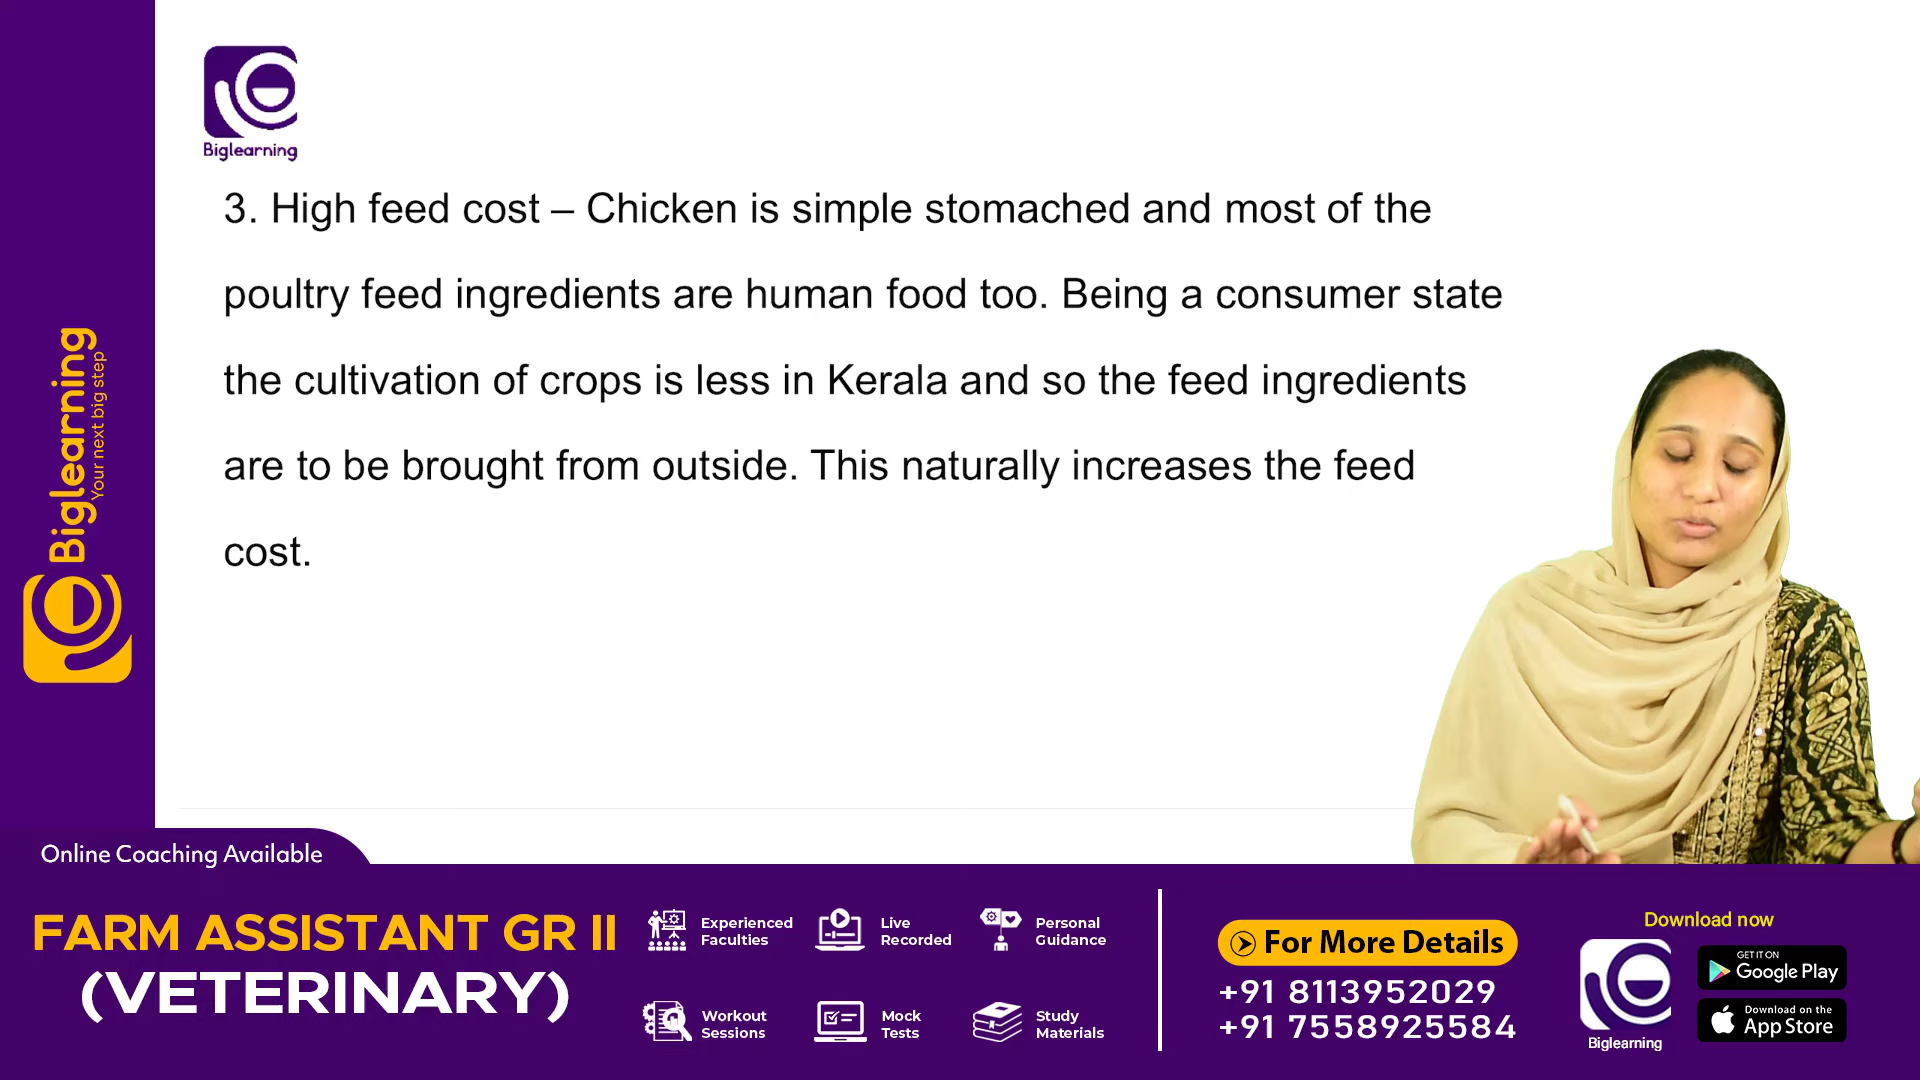 Biglearning
3. High feed cost – Chicken is simple stomached and most of the
poultry feed ingredients are human food too. Being a consumer state
the cultivation of crops is less in Kerala and so the feed ingredients
are to be brought from outside. This naturally increases the feed
cost.
Biglearning
Your next big step
Online Coaching Available
FARM ASSISTANT GR II
(VETERINARY)
Experienced
Faculties
Live
Recorded
Personal
Guidance
Workout
Sessions
Mock
Tests
Study
Materials
For More Details
+91 8113952029
+91 7558925584
Download now
Biglearning
GET IT ON
Google Play
Download on the
App Store